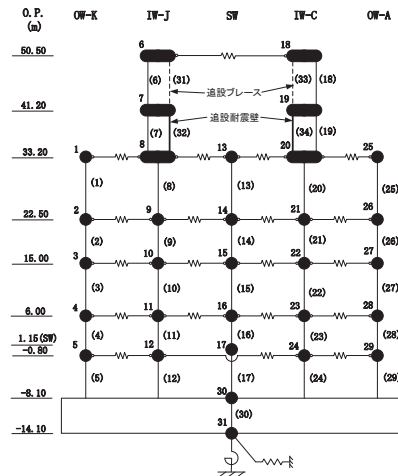 O.P. OW-K IW-J SW IW-C OW-A
(m)
50.50 6 18
(6) (31) (33) (18)
追設ブレース
41.20 7 19
追設耐震壁
(7) (32) (34) (19)
33.20 1 8 13 20 25
(1) (8) (13) (20) (25)
22.50 2 9 14 21 26
(2) (9) (14) (21) (26)
15.00 3 10 15 22 27
(3) (10) (15) (22) (27)
6.00 4 11 16 23 28
(4) (11) (16) (23) (28)
1.15(SW) 17
-0.80 5 12 24 29
(5) (12) (17) (24) (29)
-8.10 30
(30)
-14.10 31